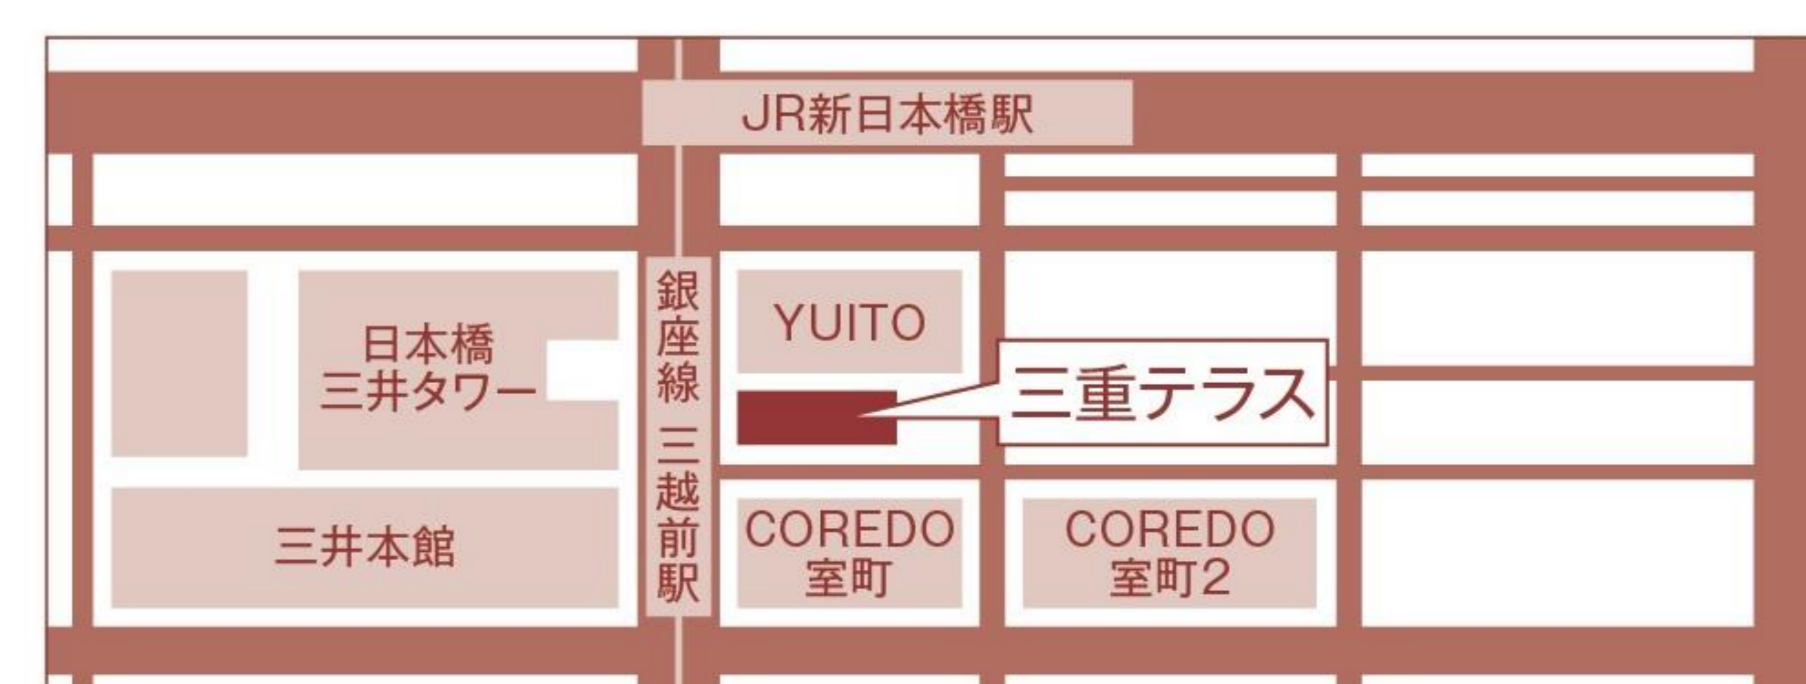 JR新日本橋駅
日本橋
三井タワー
銀座線 三越前駅
YUITO
三重テラス
三井本館
COREDO
室町
COREDO
室町2